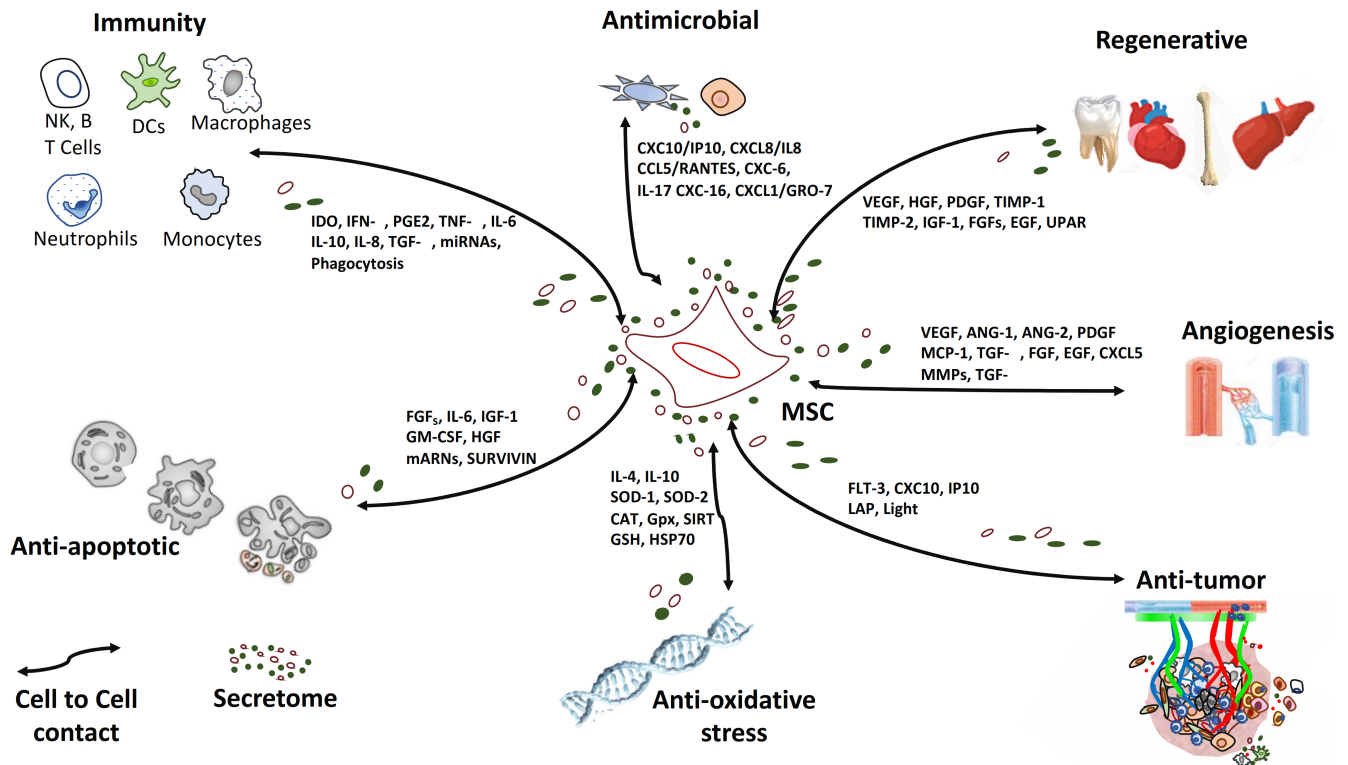 Immunity
NK, B
T Cells
DCs
Macrophages
Neutrophils
Monocytes
IDO, IFN- , PGE2, TNF- , IL-6
IL-10, IL-8, TGF- , miRNAs,
Phagocytosis
Antimicrobial
CXC10/IP10, CXCL8/IL8
CCL5/RANTES, CXC-6,
IL-17 CXC-16, CXCL1/GRO-7
Regenerative
VEGF, HGF, PDGF, TIMP-1
TIMP-2, IGF-1, FGFs, EGF, UPAR
Angiogenesis
VEGF, ANG-1, ANG-2, PDGF
MCP-1, TGF- , FGF, EGF, CXCL5
MMPs, TGF-
MSC
Anti-apoptotic
FGFs, IL-6, IGF-1
GM-CSF, HGF
mARNs, SURVIVIN
IL-4, IL-10
SOD-1, SOD-2
CAT, Gpx, SIRT
GSH, HSP70
Anti-oxidative
stress
FLT-3, CXC10, IP10
LAP, Light
Anti-tumor
Cell to Cell
contact
Secretome